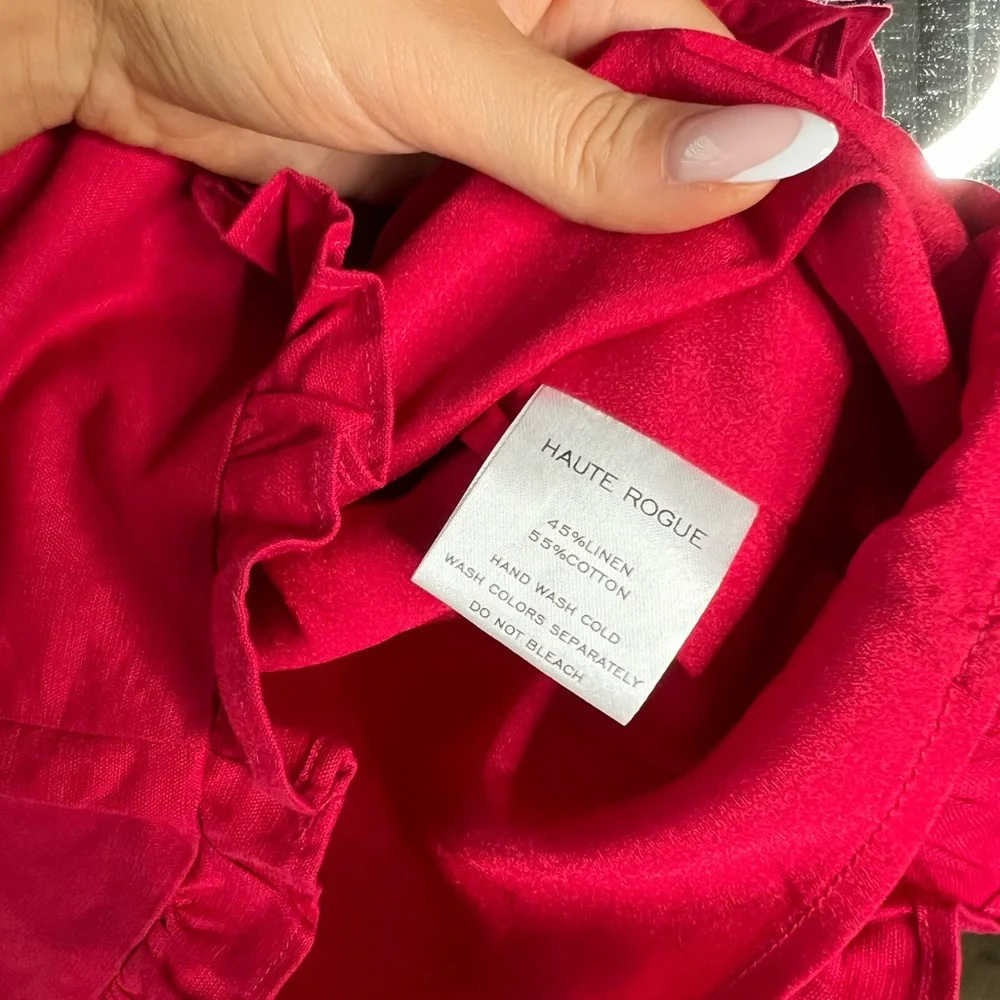 HAUTE ROGUE
45%LINEN
55%COTTON
HAND WASH COLD
WASH COLORS SEPARATELY
DO NOT BLEACH